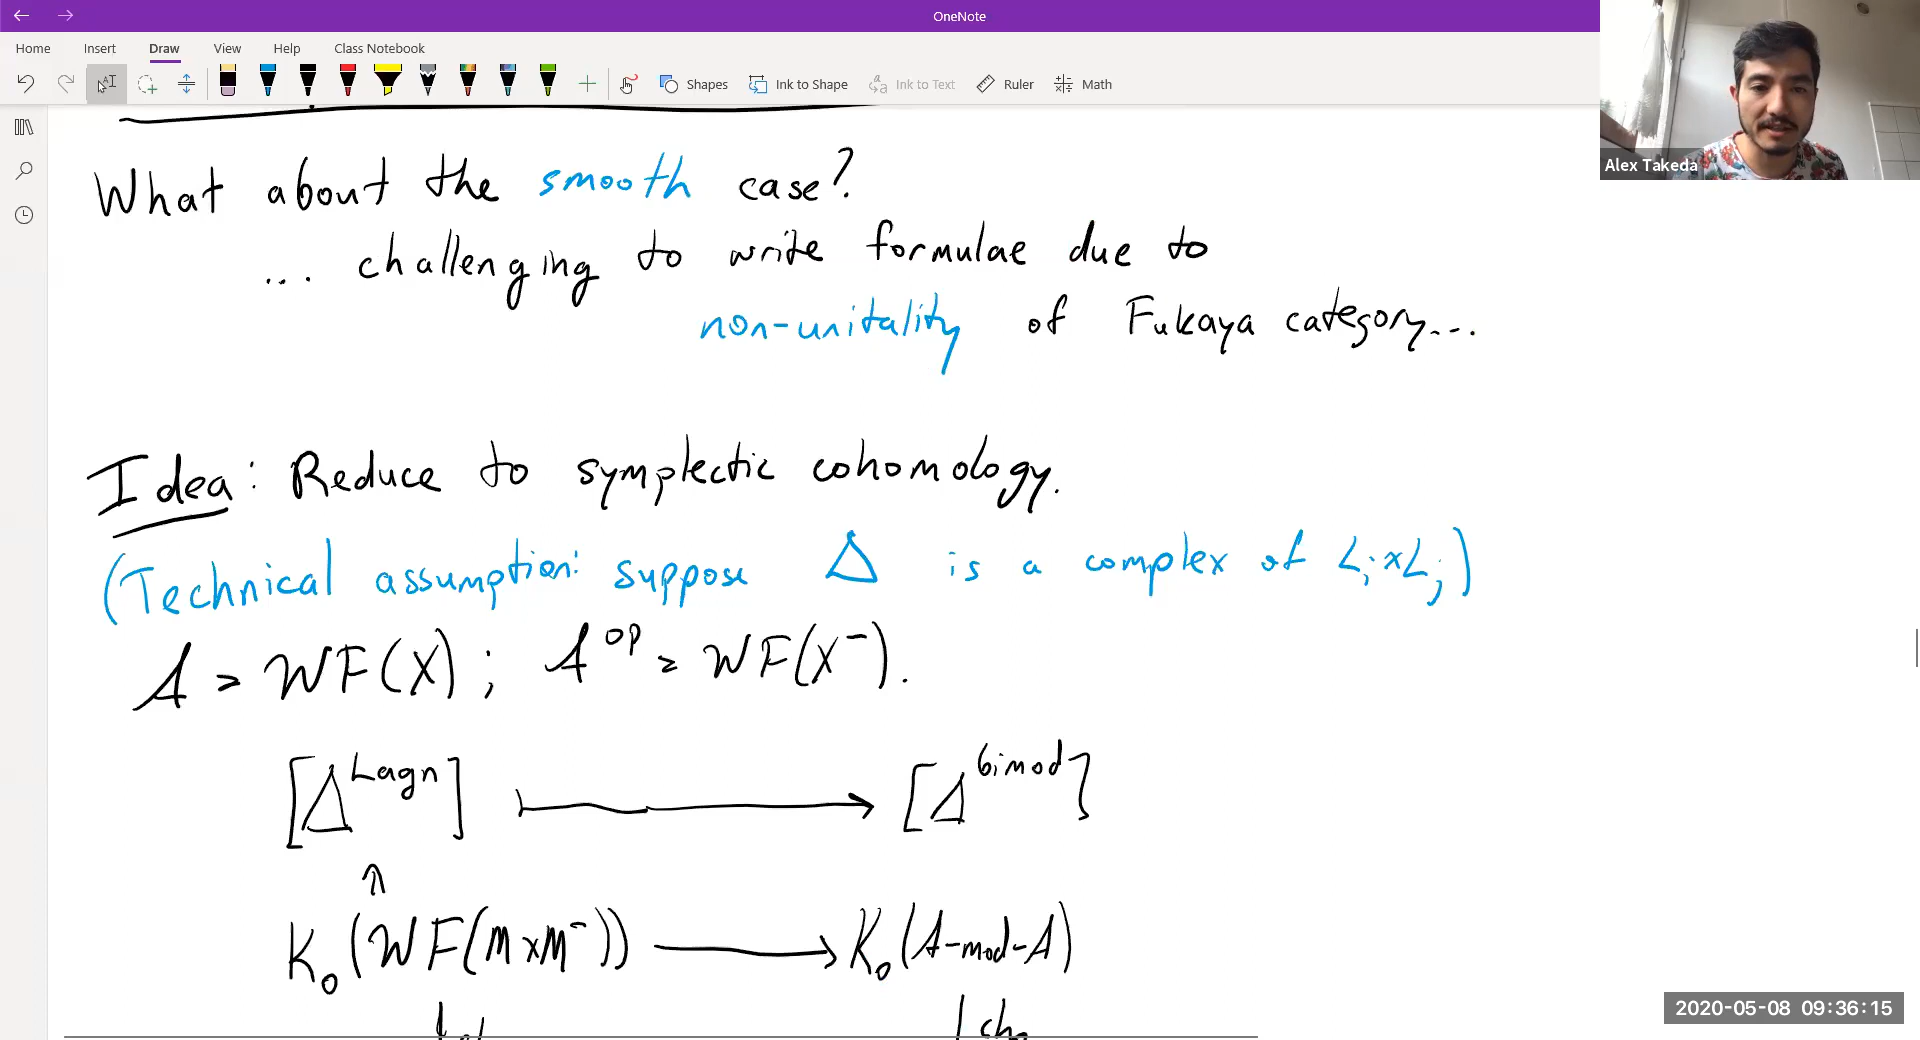 OneNote
Home Insert Draw View Help Class Notebook
Shapes Ink to Shape Ink to Text Ruler Math
Alex Takeda
What about the smooth case?
... challenging to write formulae due to
non-unitality of Fukaya category...
Idea: Reduce to symplectic cohomology.
(Technical assumption: suppose Δ is a complex of Li×Lj)
A = WF(X) ; A^op = WF(X⁻).
[Δ^Lagn] ⟼ [Δ^bimod]
K₀(WF(M×M⁻)) ⟶ K₀(A-mod-A)
2020-05-08 09:36:15